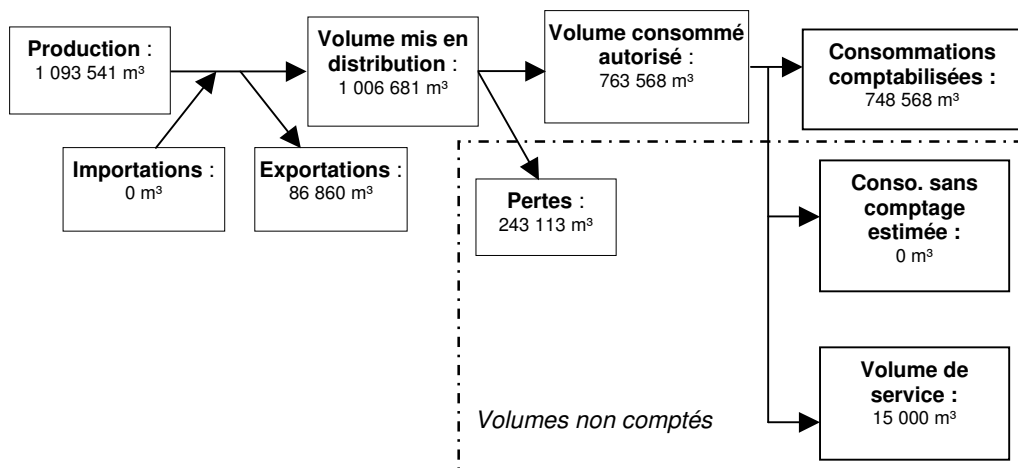 Production :
1 093 541 m³
Volume mis en
distribution :
1 006 681 m³
Volume consommé
autorisé :
763 568 m³
Consommations
comptabilisées :
748 568 m³
Importations :
0 m³
Exportations :
86 860 m³
Pertes :
243 113 m³
Conso. sans
comptage
estimée :
0 m³
Volume de
service :
15 000 m³
Volumes non comptés